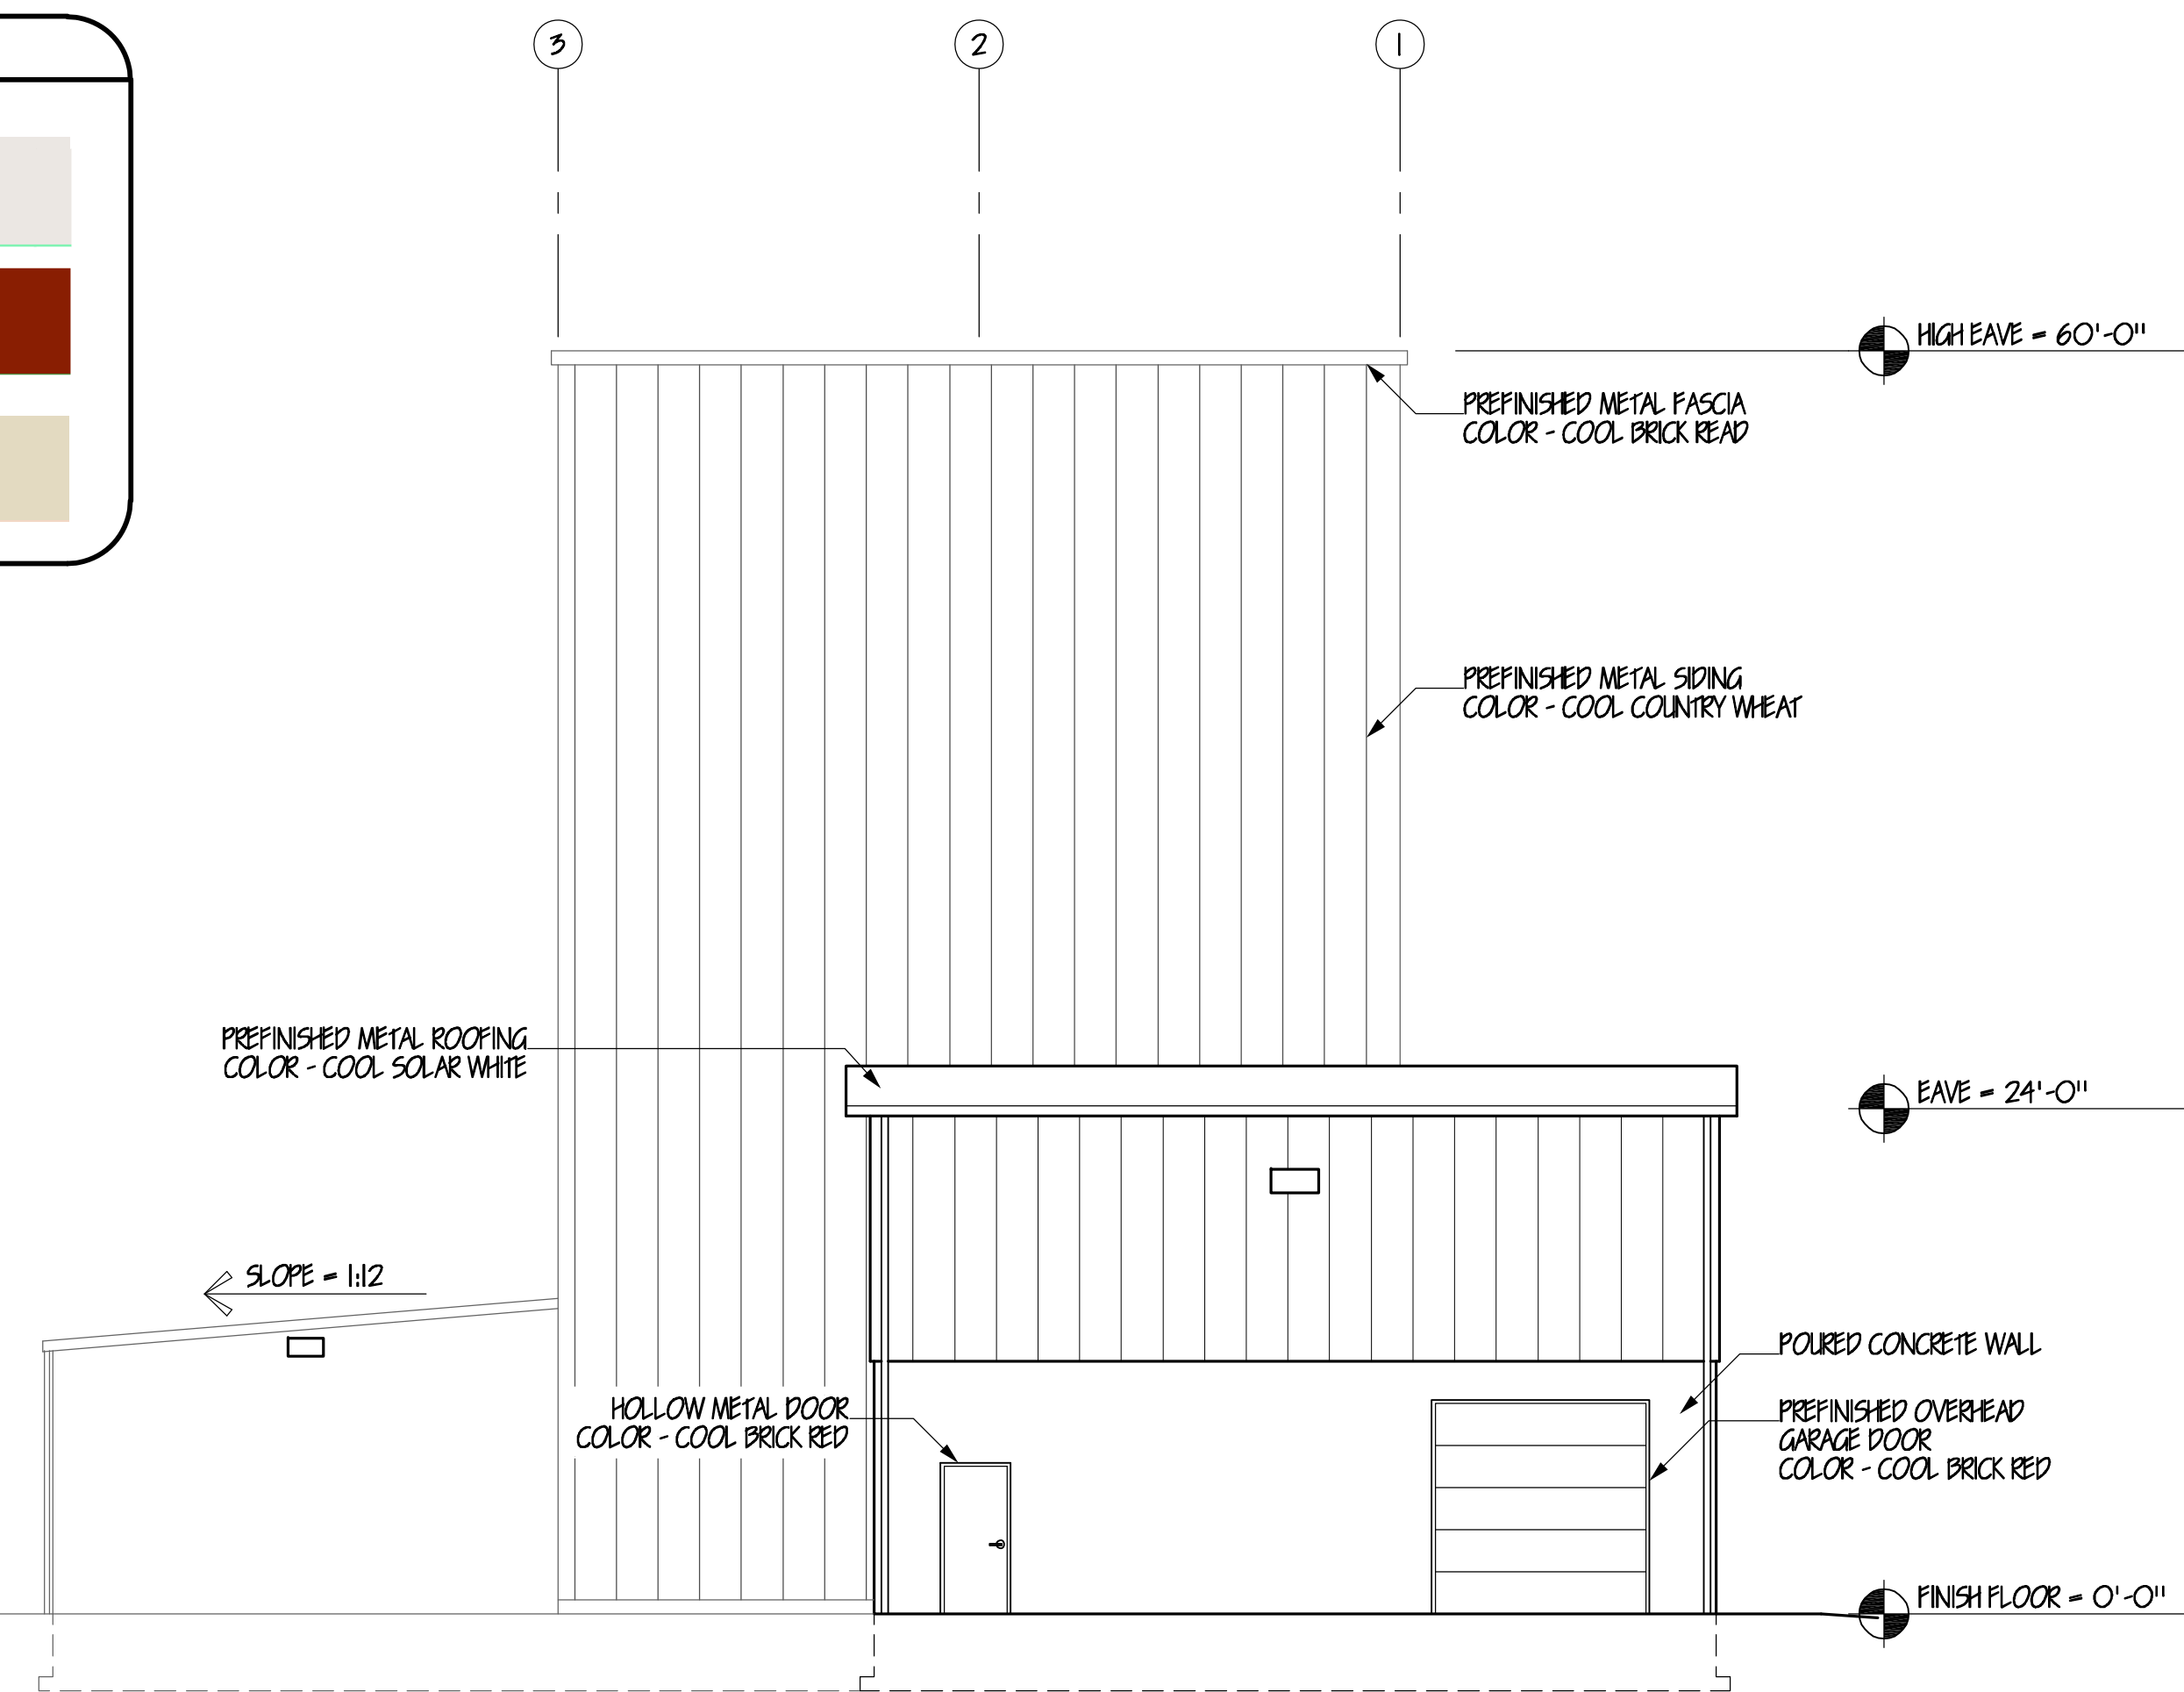 3
2
1
HIGH EAVE = 60'-0"
PREFINISHED METAL FASCIA
COLOR - COOL BRICK READ
PREFINISHED METAL SIDING
COLOR - COOL COUNTRY WHEAT
PREFINISHED METAL ROOFING
COLOR - COOL SOLAR WHITE
EAVE = 24'-0"
SLOPE = 1:12
POURED CONCRETE WALL
HOLLOW METAL DOOR
COLOR - COOL BRICK RED
PREFINISHED OVERHEAD
GARAGE DOOR
COLOR - COOL BRICK RED
FINISH FLOOR = 0'-0"